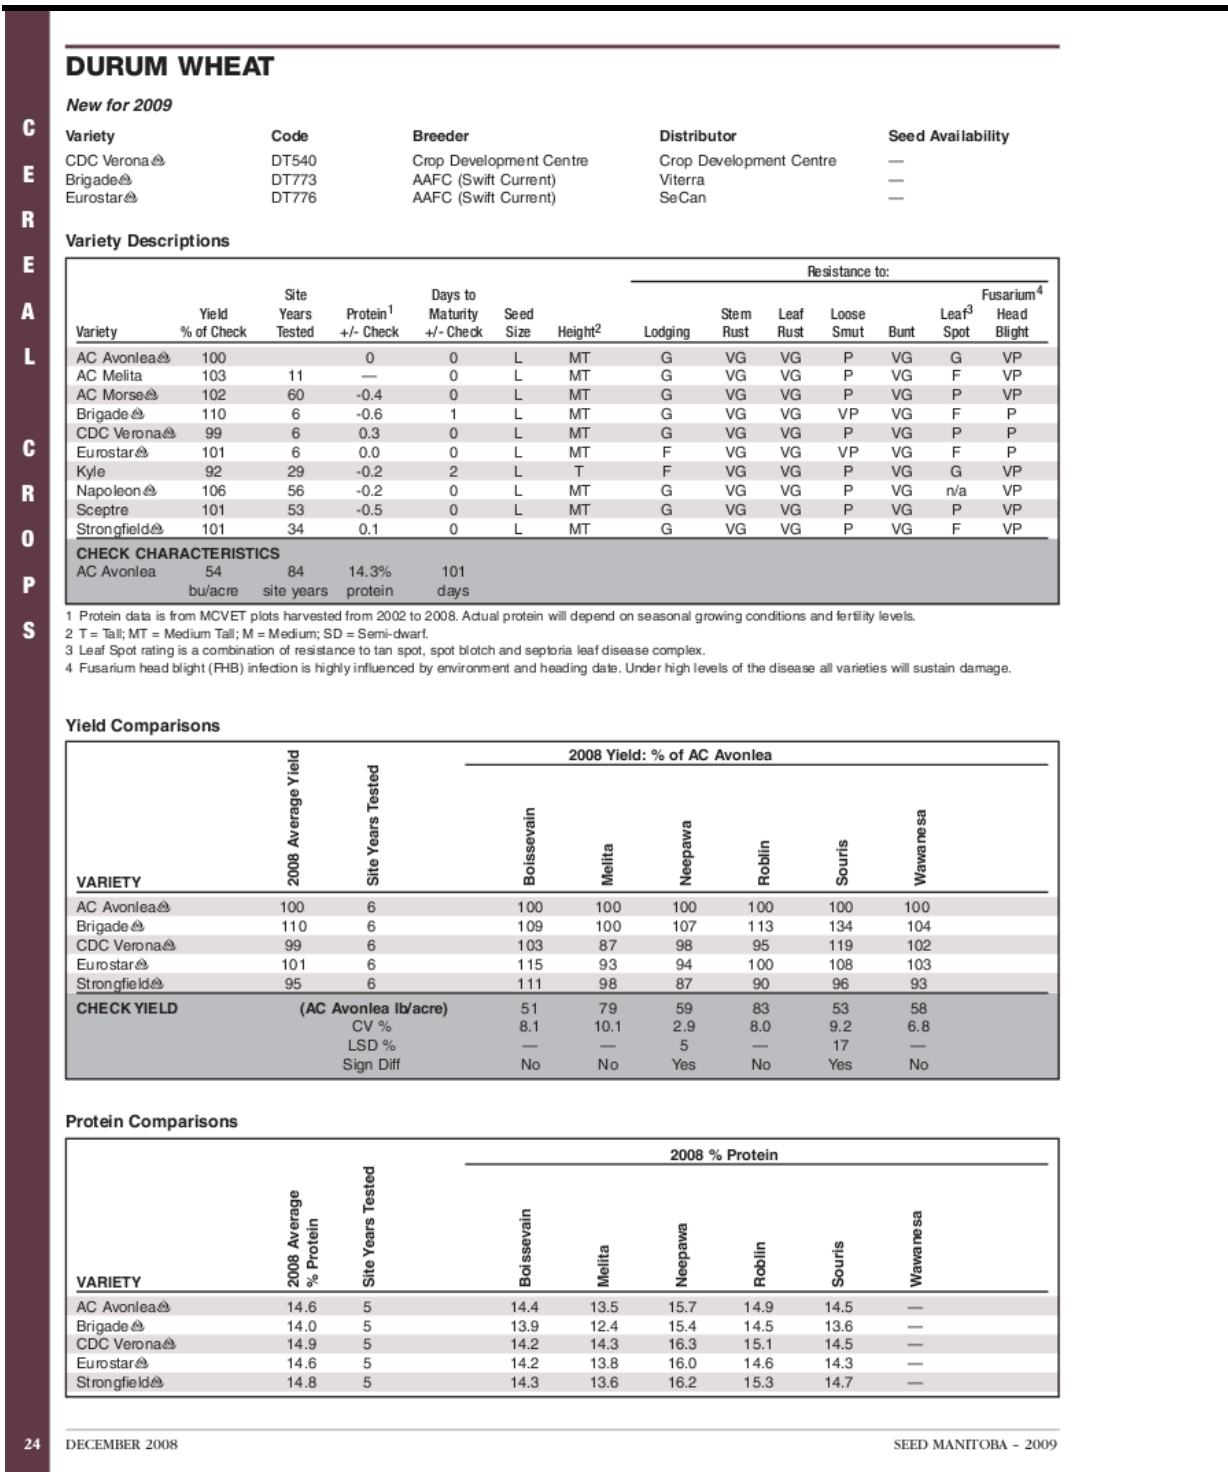 CEREAL CROPS
DURUM WHEAT
New for 2009
Variety Code Breeder Distributor Seed Availability
CDC Verona DT540 Crop Development Centre Crop Development Centre —
Brigade DT773 AAFC (Swift Current) Viterra —
Eurostar DT776 AAFC (Swift Current) SeCan —
Variety Descriptions
Resistance to:
Site Days to Fusarium4
Yield Years Protein1 Maturity Seed Stem Leaf Loose Leaf3 Head
Variety % of Check Tested +/- Check +/- Check Size Height2 Lodging Rust Rust Smut Bunt Spot Blight
AC Avonlea 100 0 0 L MT G VG VG P VG G VP
AC Melita 103 11 — 0 L MT G VG VG P VG F VP
AC Morse 102 60 -0.4 0 L MT G VG VG P VG P VP
Brigade 110 6 -0.6 1 L MT G VG VG VP VG F P
CDC Verona 99 6 0.3 0 L MT G VG VG P VG P P
Eurostar 101 6 0.0 0 L MT F VG VG VP VG F P
Kyle 92 29 -0.2 2 L T F VG VG P VG G VP
Napoleon 106 56 -0.2 0 L MT G VG VG P VG n/a VP
Sceptre 101 53 -0.5 0 L MT G VG VG P VG P VP
Strongfield 101 34 0.1 0 L MT G VG VG P VG F VP
CHECK CHARACTERISTICS
AC Avonlea 54 84 14.3% 101
bu/acre site years protein days
1 Protein data is from MCVET plots harvested from 2002 to 2008. Actual protein will depend on seasonal growing conditions and fertility levels.
2 T = Tall; MT = Medium Tall; M = Medium; SD = Semi-dwarf.
3 Leaf Spot rating is a combination of resistance to tan spot, spot blotch and septoria leaf disease complex.
4 Fusarium head blight (FHB) infection is highly influenced by environment and heading date. Under high levels of the disease all varieties will sustain damage.
Yield Comparisons
2008 Yield: % of AC Avonlea
VARIETY 2008 Average Yield Site Years Tested Boissevain Melita Neepawa Roblin Souris Wawanesa
AC Avonlea 100 6 100 100 100 100 100 100
Brigade 110 6 109 100 107 113 134 104
CDC Verona 99 6 103 87 98 95 119 102
Eurostar 101 6 115 93 94 100 108 103
Strongfield 95 6 111 98 87 90 96 93
CHECK YIELD (AC Avonlea lb/acre) 51 79 59 83 53 58
CV % 8.1 10.1 2.9 8.0 9.2 6.8
LSD % — — 5 — 17 —
Sign Diff No No Yes No Yes No
Protein Comparisons
2008 % Protein
VARIETY 2008 Average % Protein Site Years Tested Boissevain Melita Neepawa Roblin Souris Wawanesa
AC Avonlea 14.6 5 14.4 13.5 15.7 14.9 14.5 —
Brigade 14.0 5 13.9 12.4 15.4 14.5 13.6 —
CDC Verona 14.9 5 14.2 14.3 16.3 15.1 14.5 —
Eurostar 14.6 5 14.2 13.8 16.0 14.6 14.3 —
Strongfield 14.8 5 14.3 13.6 16.2 15.3 14.7 —
24 DECEMBER 2008 SEED MANITOBA – 2009